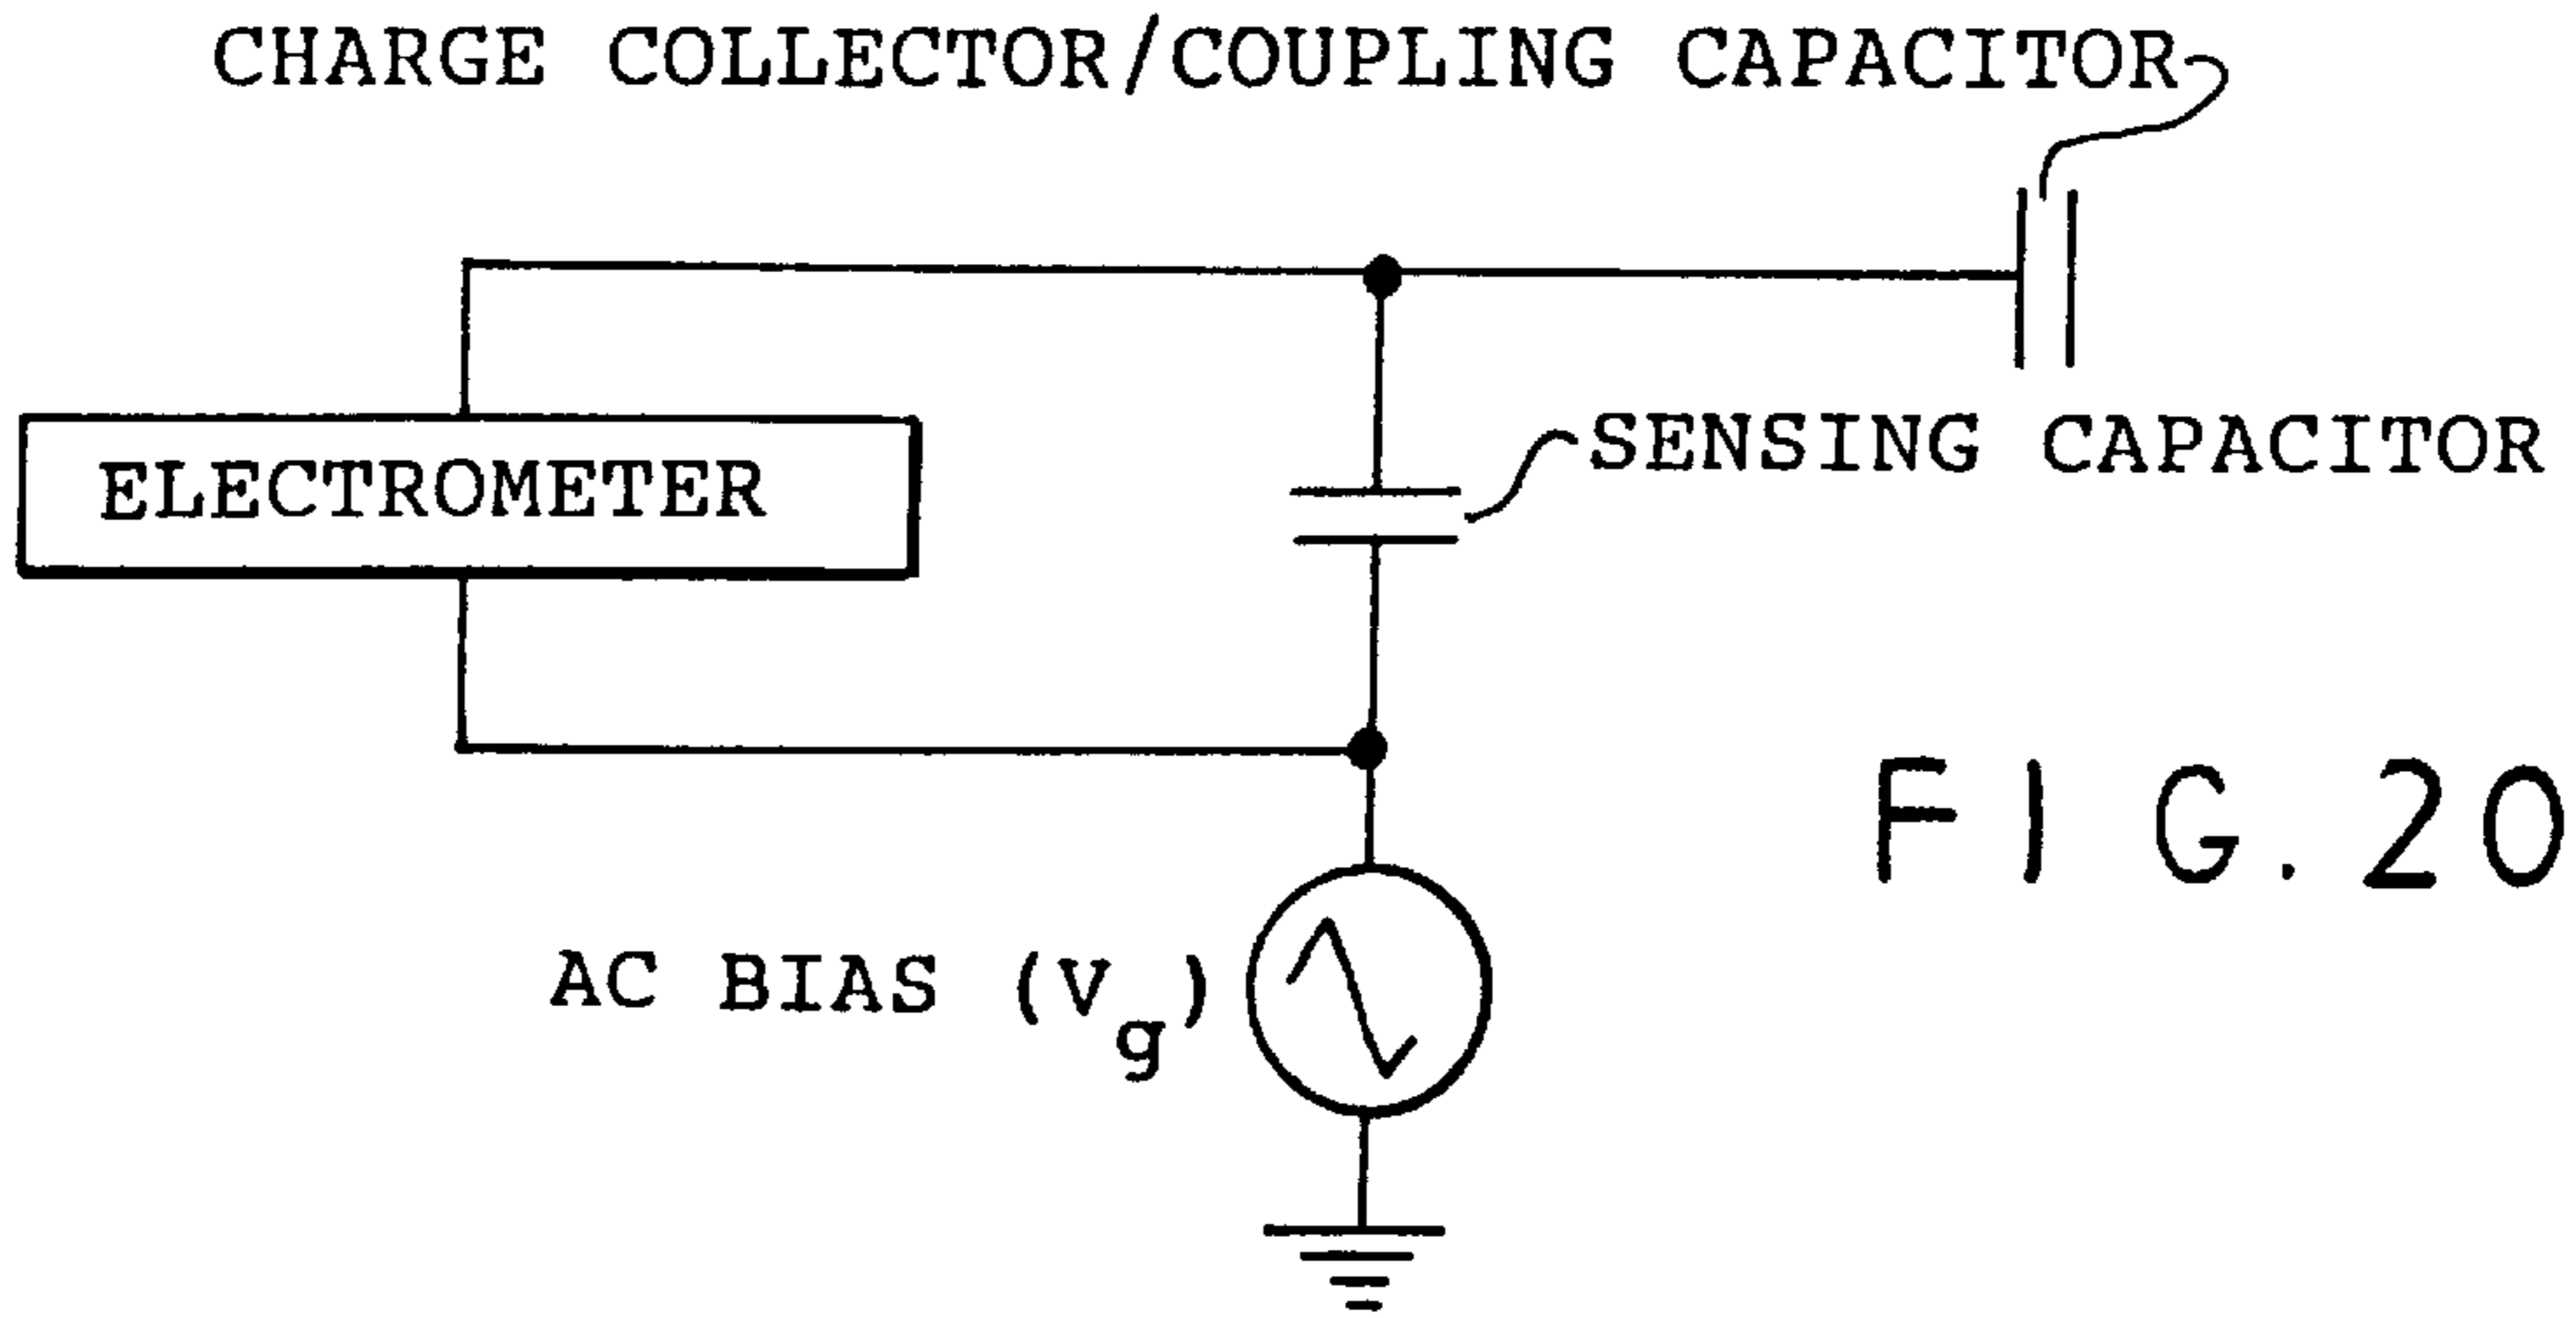 CHARGE COLLECTOR/COUPLING CAPACITOR
SENSING CAPACITOR
ELECTROMETER
FIG.20
AC BIAS (Vg)